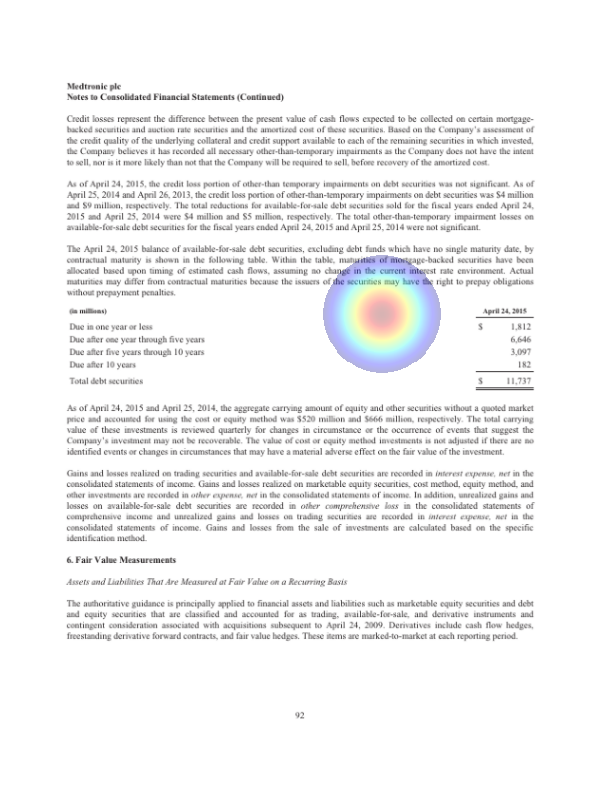 Medtronic plc
Notes to Consolidated Financial Statements (Continued)
Credit losses represent the difference between the present value of cash flows expected to be collected on certain mortgage-
backed securities and auction rate securities and the amortized cost of these securities. Based on the Company's assessment of
the credit quality of the underlying collateral and credit support available to each of the remaining securities in which invested,
the Company believes it has recorded all necessary other-than-temporary impairments as the Company does not have the intent
to sell, nor is it more likely than not that the Company will be required to sell, before recovery of the amortized cost.
As of April 24, 2015, the credit loss portion of other-than temporary impairments on debt securities was not significant. As of
April 25, 2014 and April 26, 2013, the credit loss portion of other-than-temporary impairments on debt securities was $4 million
and $9 million, respectively. The total reductions for available-for-sale debt securities sold for the fiscal years ended April 24,
2015 and April 25, 2014 were $4 million and $5 million, respectively. The total other-than-temporary impairment losses on
available-for-sale debt securities for the fiscal years ended April 24, 2015 and April 25, 2014 were not significant.
The April 24, 2015 balance of available-for-sale debt securities, excluding debt funds which have no single maturity date, by
contractual maturity is shown in the following table. Within the table, maturities of mortgage-backed securities have been
allocated based upon timing of estimated cash flows, assuming no change in the current interest rate environment. Actual
maturities may differ from contractual maturities because the issuers of the securities may have the right to prepay obligations
without prepayment penalties.
(in millions) April 24, 2015
Due in one year or less $ 1,812
Due after one year through five years 6,646
Due after five years through 10 years 3,097
Due after 10 years 182
Total debt securities $ 11,737
As of April 24, 2015 and April 25, 2014, the aggregate carrying amount of equity and other securities without a quoted market
price and accounted for using the cost or equity method was $520 million and $666 million, respectively. The total carrying
value of these investments is reviewed quarterly for changes in circumstance or the occurrence of events that suggest the
Company's investment may not be recoverable. The value of cost or equity method investments is not adjusted if there are no
identified events or changes in circumstances that may have a material adverse effect on the fair value of the investment.
Gains and losses realized on trading securities and available-for-sale debt securities are recorded in interest expense, net in the
consolidated statements of income. Gains and losses realized on marketable equity securities, cost method, equity method, and
other investments are recorded in other expense, net in the consolidated statements of income. In addition, unrealized gains and
losses on available-for-sale debt securities are recorded in other comprehensive loss in the consolidated statements of
comprehensive income and unrealized gains and losses on trading securities are recorded in interest expense, net in the
consolidated statements of income. Gains and losses from the sale of investments are calculated based on the specific
identification method.
6. Fair Value Measurements
Assets and Liabilities That Are Measured at Fair Value on a Recurring Basis
The authoritative guidance is principally applied to financial assets and liabilities such as marketable equity securities and debt
and equity securities that are classified and accounted for as trading, available-for-sale, and derivative instruments and
contingent consideration associated with acquisitions subsequent to April 24, 2009. Derivatives include cash flow hedges,
freestanding derivative forward contracts, and fair value hedges. These items are marked-to-market at each reporting period.
92